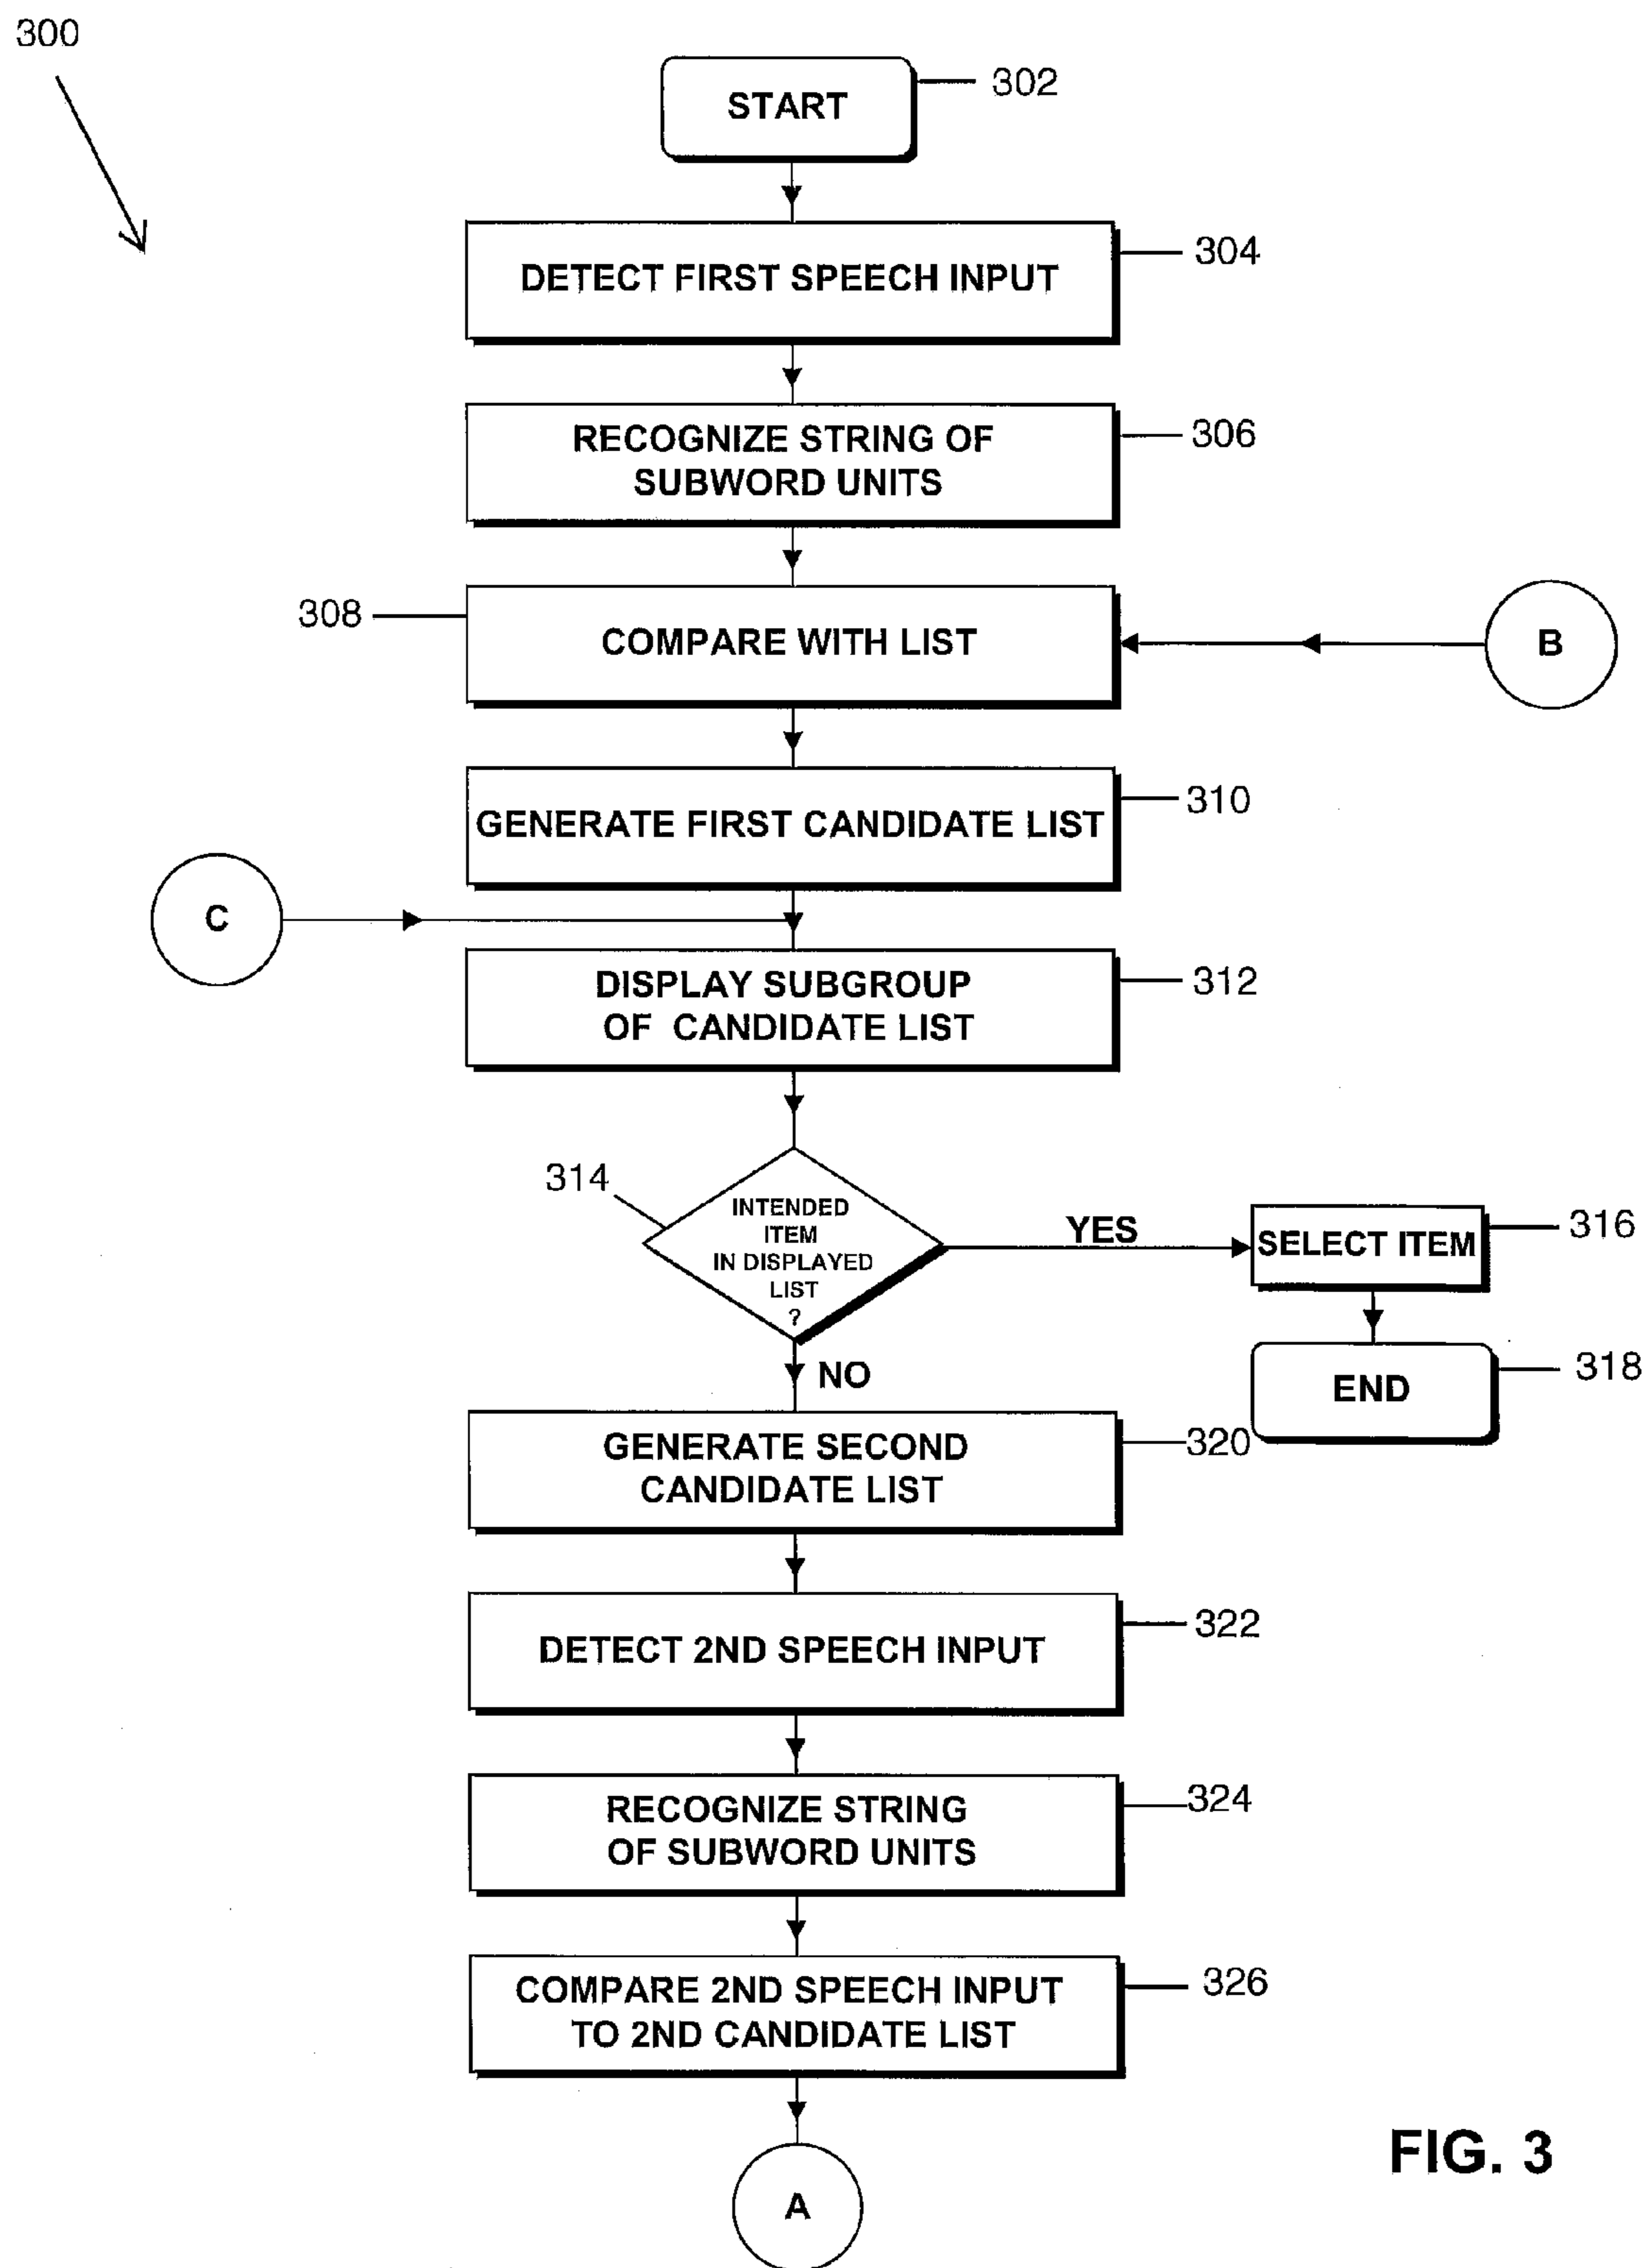 300
START
302
DETECT FIRST SPEECH INPUT
304
RECOGNIZE STRING OF
SUBWORD UNITS
306
308
COMPARE WITH LIST
B
GENERATE FIRST CANDIDATE LIST
310
C
DISPLAY SUBGROUP
OF CANDIDATE LIST
312
314
INTENDED
ITEM
IN DISPLAYED
LIST
?
YES
SELECT ITEM
316
END
318
NO
GENERATE SECOND
CANDIDATE LIST
320
DETECT 2ND SPEECH INPUT
322
RECOGNIZE STRING
OF SUBWORD UNITS
324
COMPARE 2ND SPEECH INPUT
TO 2ND CANDIDATE LIST
326
A
FIG. 3